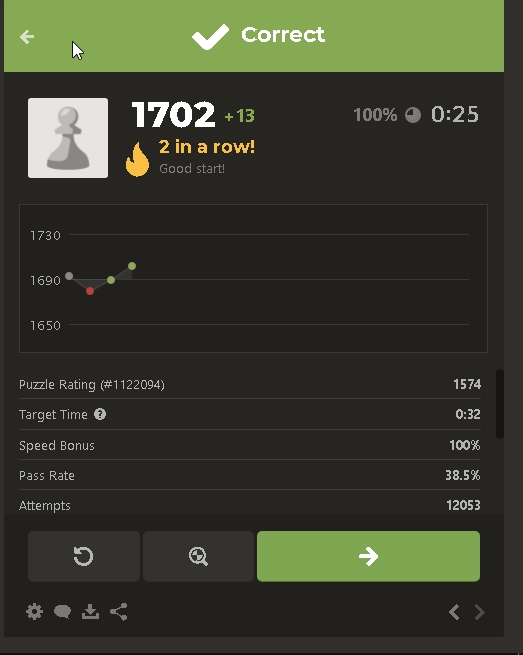 Correct
1702 +13 100% 0:25
2 in a row!
Good start!
1730
1690
1650
Puzzle Rating (#1122094) 1574
Target Time ? 0:32
Speed Bonus 100%
Pass Rate 38.5%
Attempts 12053